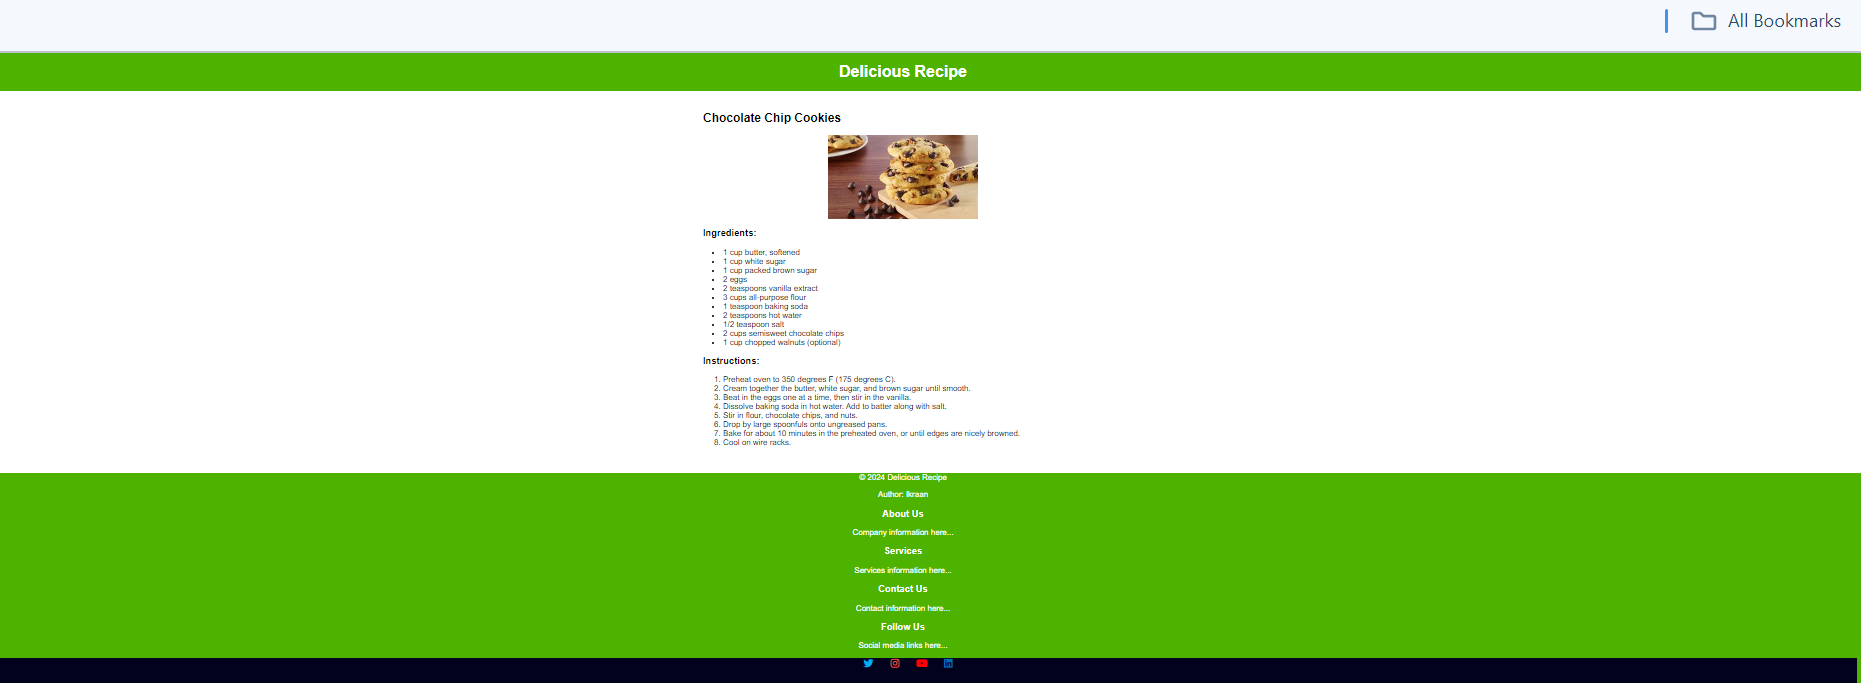 All Bookmarks
Delicious Recipe
Chocolate Chip Cookies
Ingredients:
• 1 cup butter, softened
• 1 cup white sugar
• 1 cup packed brown sugar
• 2 eggs
• 2 teaspoons vanilla extract
• 3 cups all-purpose flour
• 1 teaspoon baking soda
• 2 teaspoons hot water
• 1/2 teaspoon salt
• 2 cups semisweet chocolate chips
• 1 cup chopped walnuts (optional)
Instructions:
1. Preheat oven to 350 degrees F (175 degrees C).
2. Cream together the butter, white sugar, and brown sugar until smooth.
3. Beat in the eggs one at a time, then stir in the vanilla.
4. Dissolve baking soda in hot water. Add to batter along with salt.
5. Stir in flour, chocolate chips, and nuts.
6. Drop by large spoonfuls onto ungreased pans.
7. Bake for about 10 minutes in the preheated oven, or until edges are nicely browned.
8. Cool on wire racks.
© 2024 Delicious Recipe
Author: Ikraan
About Us
Company information here...
Services
Services information here...
Contact Us
Contact information here...
Follow Us
Social media links here...